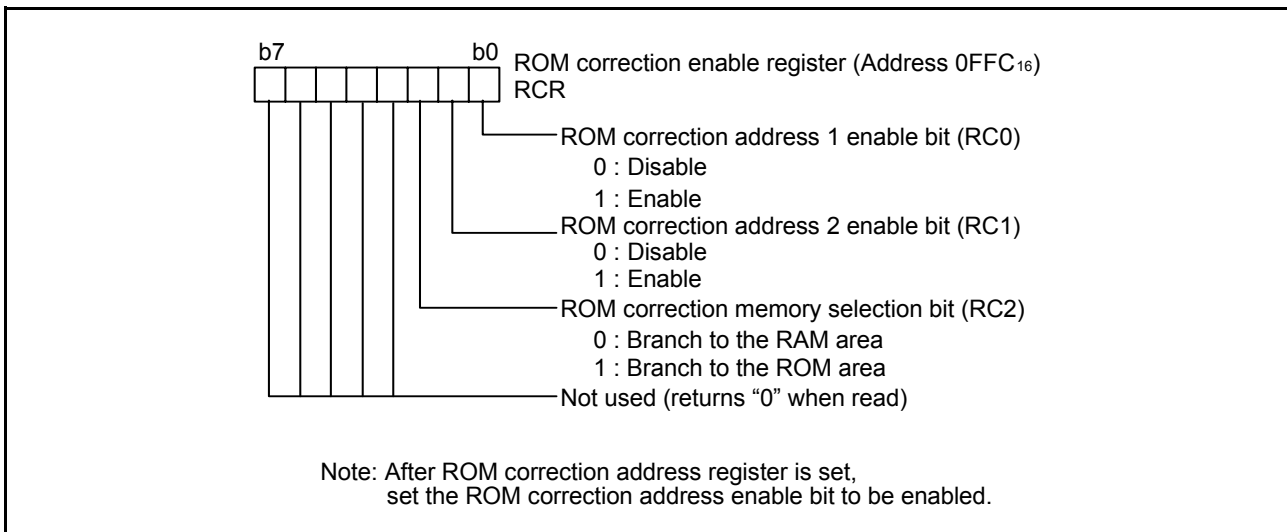 b7 b0 ROM correction enable register (Address 0FFC₁₆)
RCR
ROM correction address 1 enable bit (RC0)
0 : Disable
1 : Enable
ROM correction address 2 enable bit (RC1)
0 : Disable
1 : Enable
ROM correction memory selection bit (RC2)
0 : Branch to the RAM area
1 : Branch to the ROM area
Not used (returns “0” when read)
Note: After ROM correction address register is set,
set the ROM correction address enable bit to be enabled.